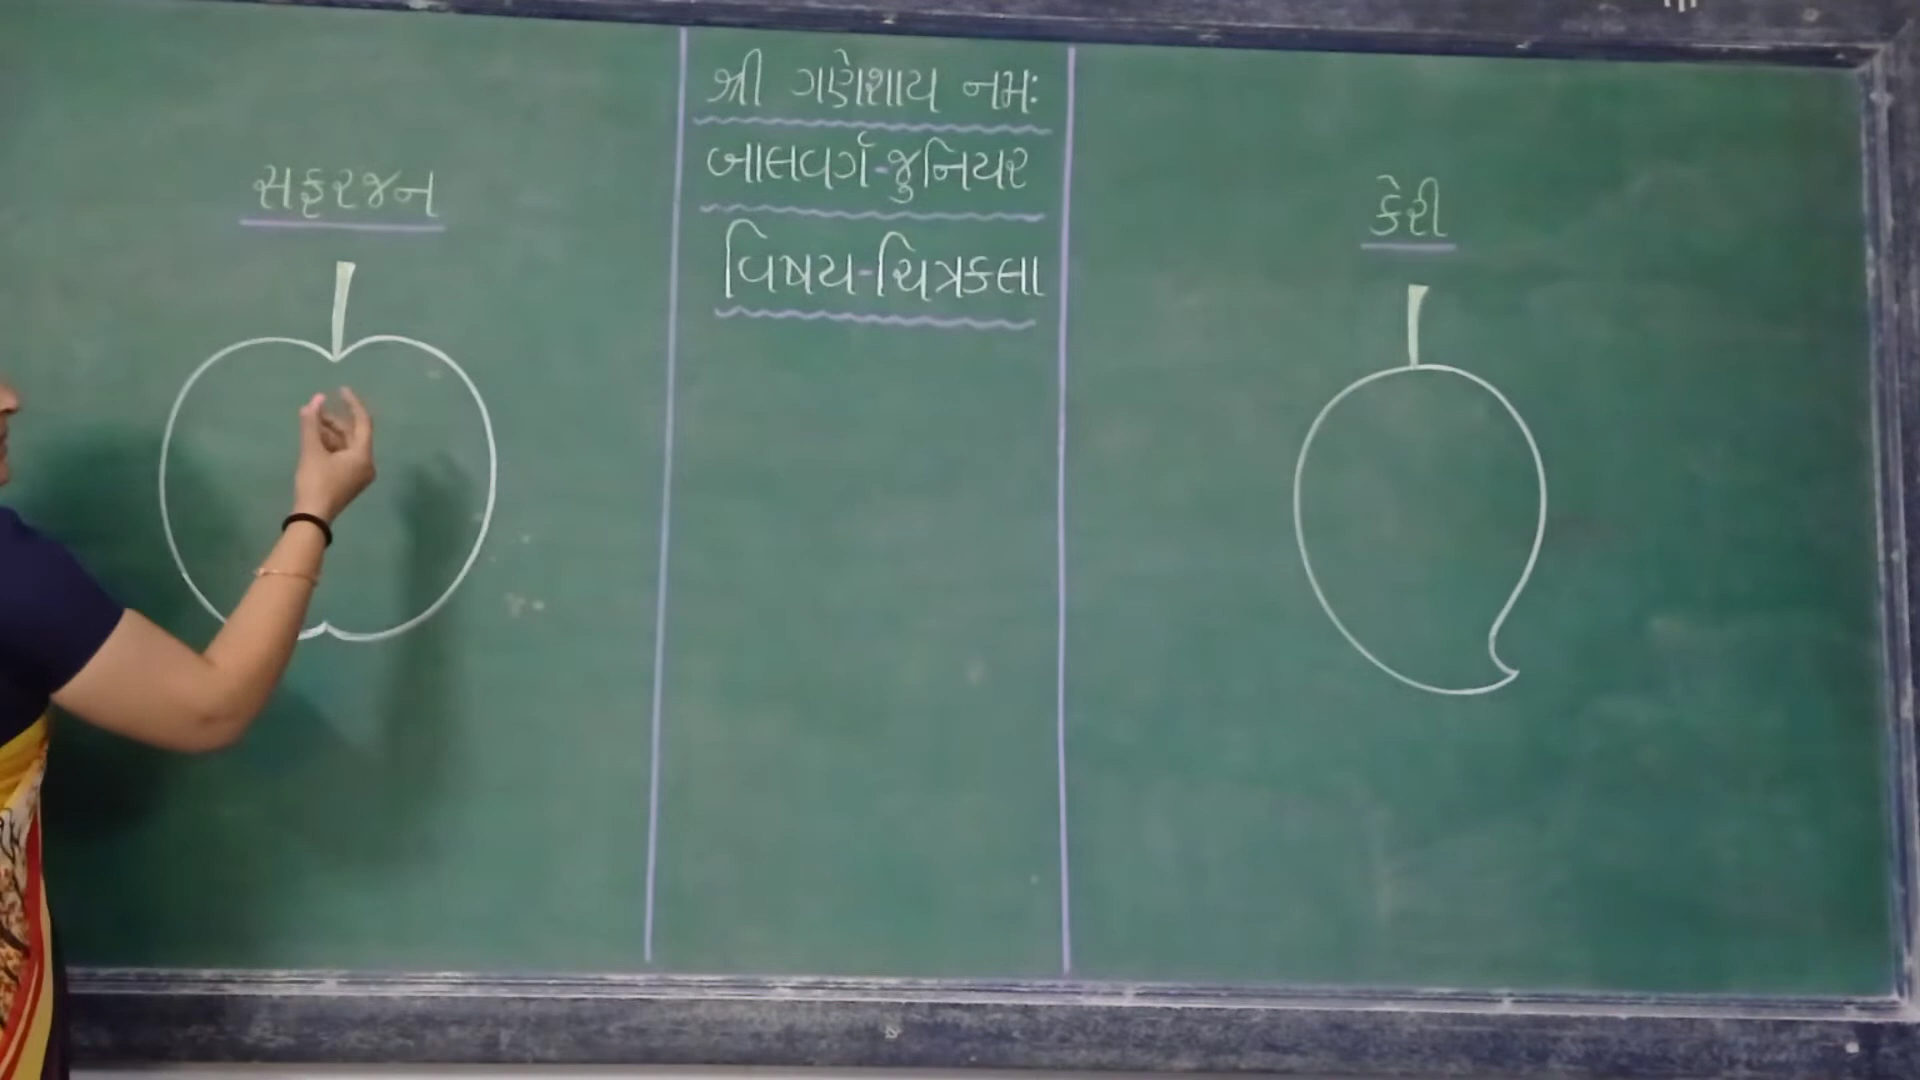 શ્રી ગણેશાય નમઃ
બાલવર્ગ-જુનિયર
વિષય-ચિત્રકલા
સફરજન
કેરી